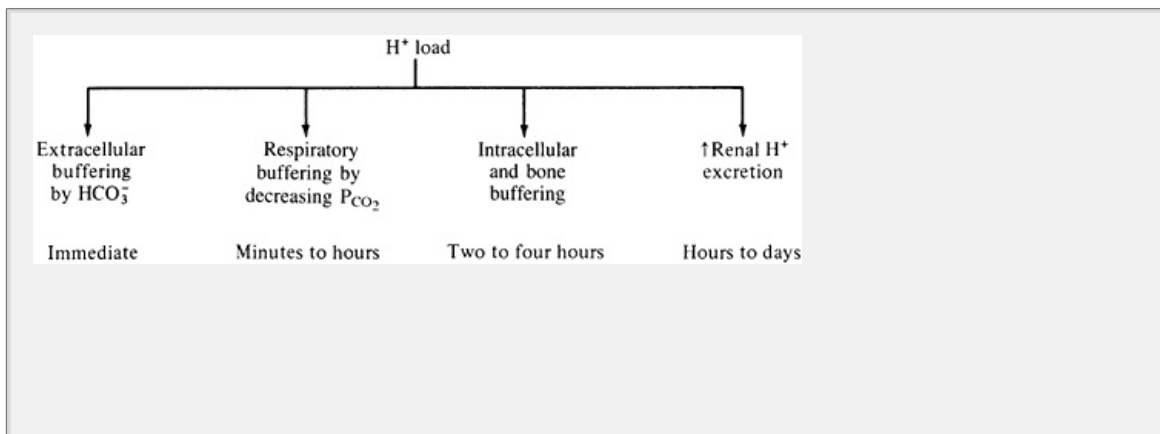 H⁺ load
Extracellular
buffering
by HCO₃⁻
Respiratory
buffering by
decreasing P_CO₂
Intracellular
and bone
buffering
↑Renal H⁺
excretion
Immediate
Minutes to hours
Two to four hours
Hours to days